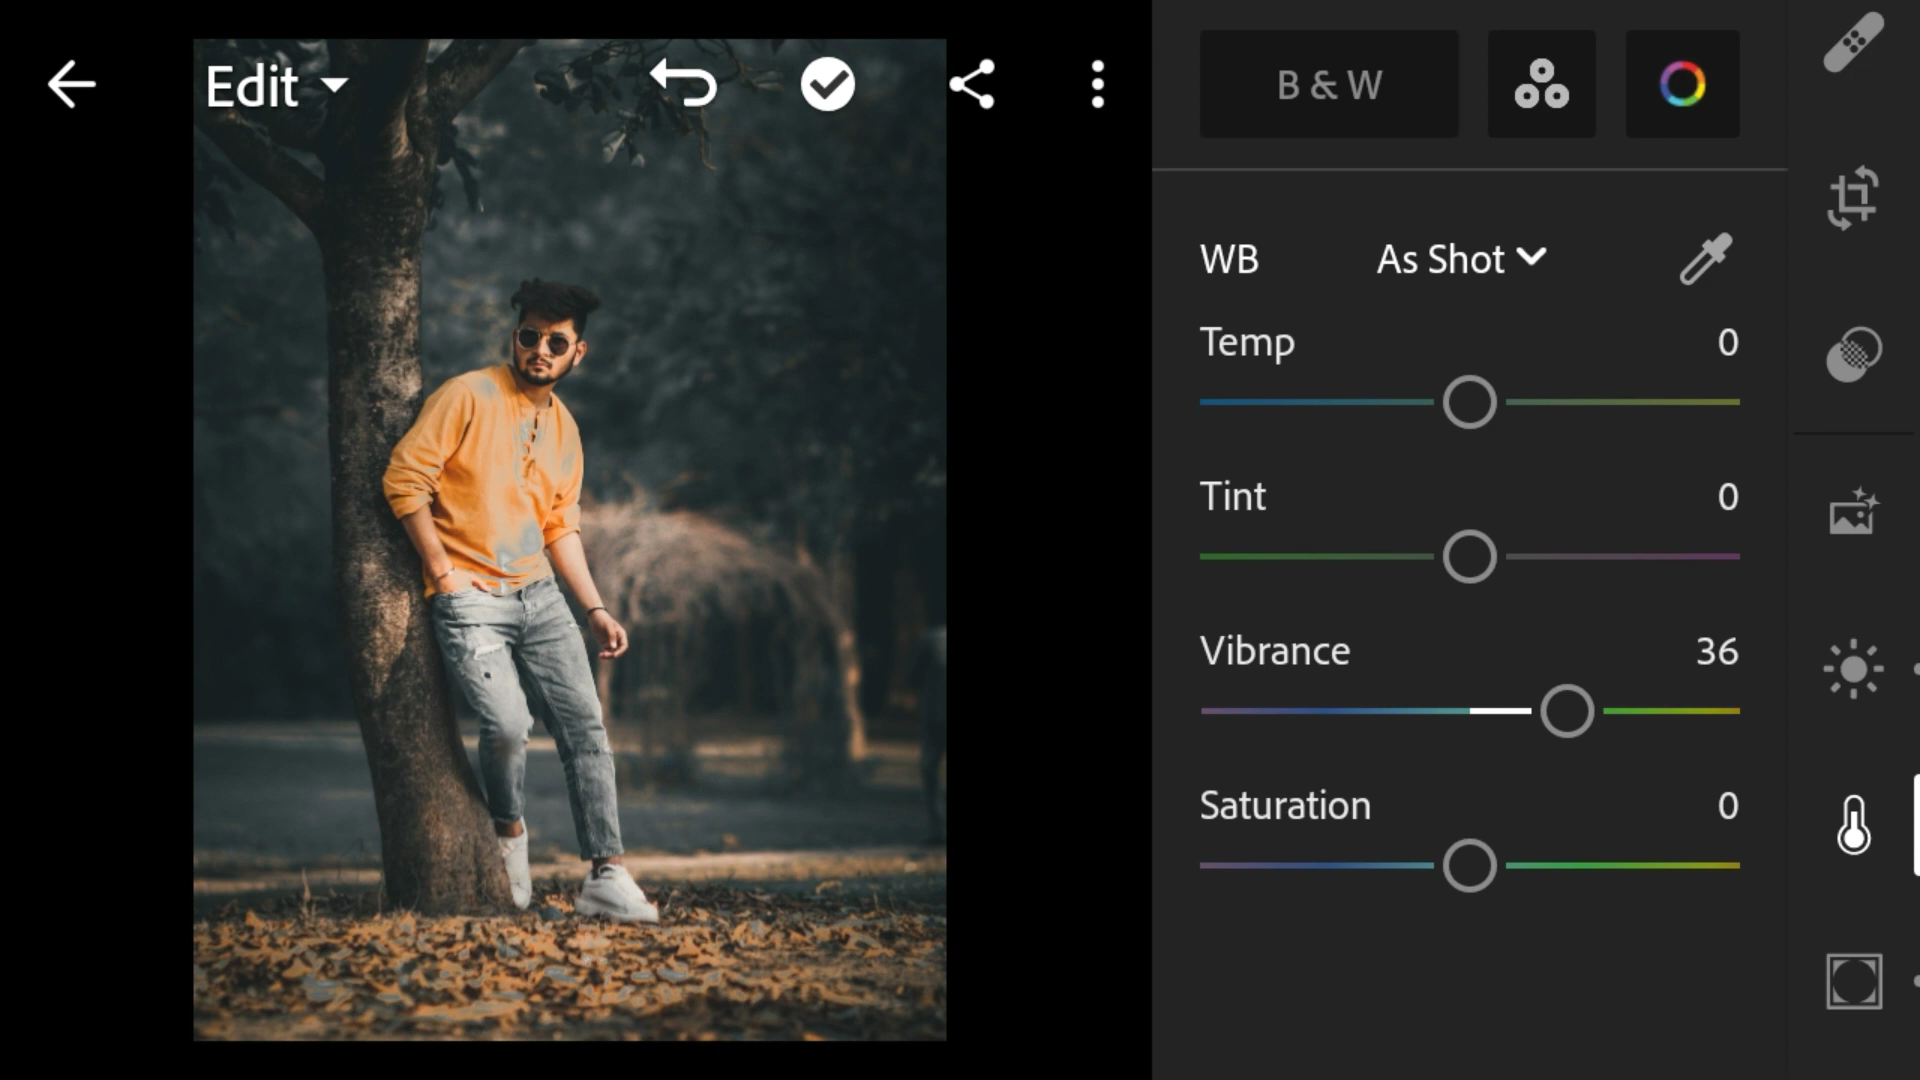 Edit
B & W
WB As Shot
Temp 0
Tint 0
Vibrance 36
Saturation 0